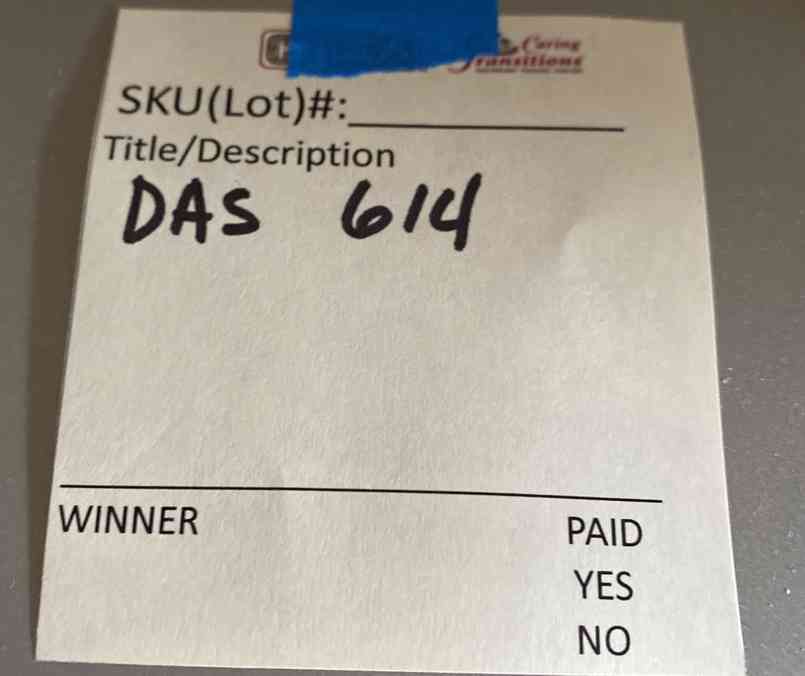 Caring
Transitions
SKU(Lot)#:
Title/Description
DAS 614
WINNER
PAID
YES
NO